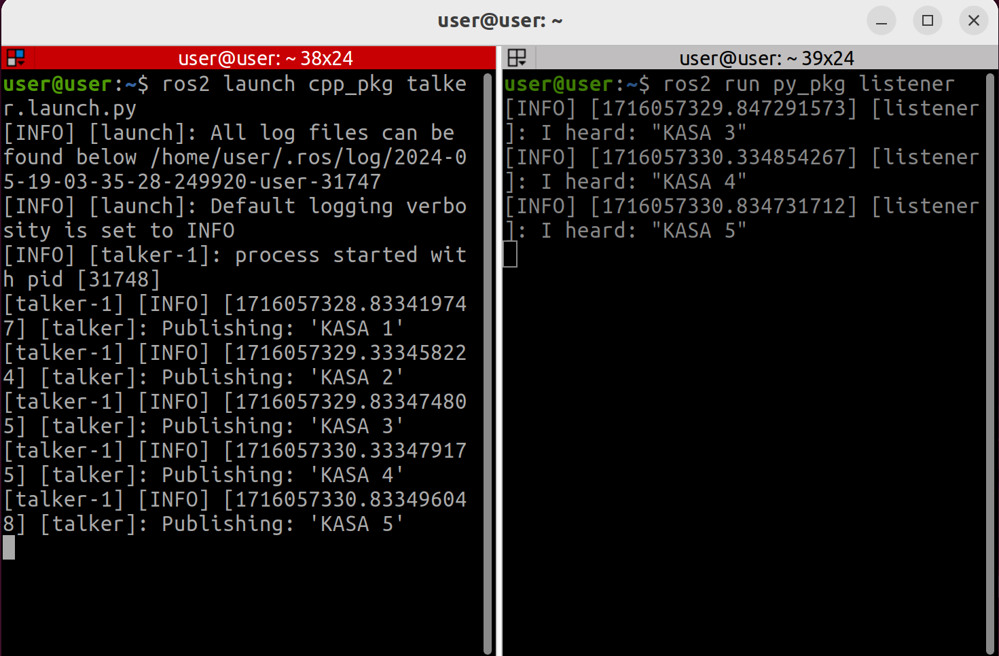 user@user: ~
user@user: ~ 38x24
user@user:~$ ros2 launch cpp_pkg talke
r.launch.py
[INFO] [launch]: All log files can be
found below /home/user/.ros/log/2024-0
5-19-03-35-28-249920-user-31747
[INFO] [launch]: Default logging verbo
sity is set to INFO
[INFO] [talker-1]: process started wit
h pid [31748]
[talker-1] [INFO] [1716057328.83341974
7] [talker]: Publishing: 'KASA 1'
[talker-1] [INFO] [1716057329.33345822
4] [talker]: Publishing: 'KASA 2'
[talker-1] [INFO] [1716057329.83347480
5] [talker]: Publishing: 'KASA 3'
[talker-1] [INFO] [1716057330.33347917
5] [talker]: Publishing: 'KASA 4'
[talker-1] [INFO] [1716057330.83349604
8] [talker]: Publishing: 'KASA 5'
user@user: ~ 39x24
user@user:~$ ros2 run py_pkg listener
[INFO] [1716057329.847291573] [listener
]: I heard: "KASA 3"
[INFO] [1716057330.334854267] [listener
]: I heard: "KASA 4"
[INFO] [1716057330.834731712] [listener
]: I heard: "KASA 5"